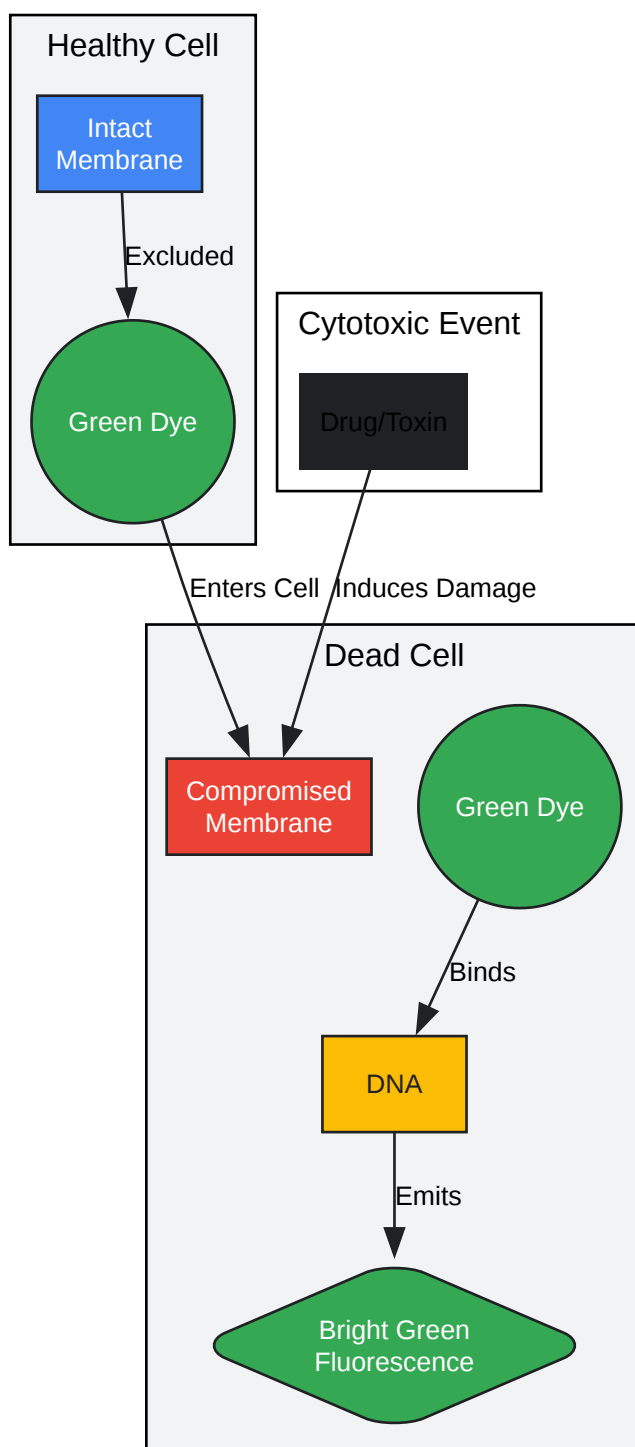 Healthy Cell
Intact
Membrane
Excluded
Green Dye
Cytotoxic Event
Drug/Toxin
Enters Cell
Induces Damage
Dead Cell
Compromised
Membrane
Green Dye
Binds
DNA
Emits
Bright Green
Fluorescence